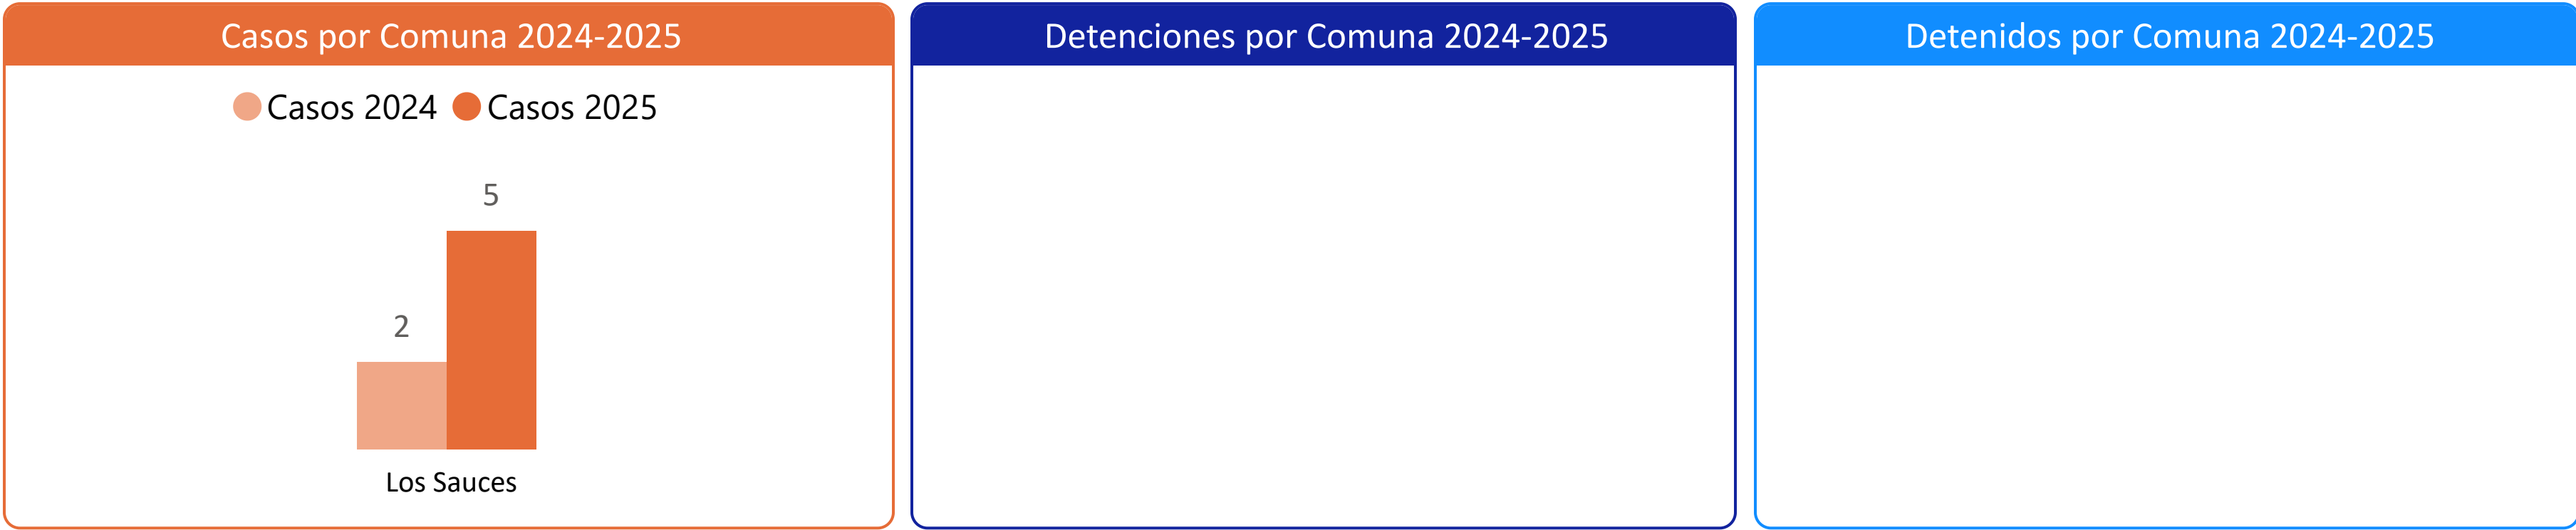 Casos por Comuna 2024-2025
Casos 2024 Casos 2025
5
2
Los Sauces
Detenciones por Comuna 2024-2025
Detenidos por Comuna 2024-2025